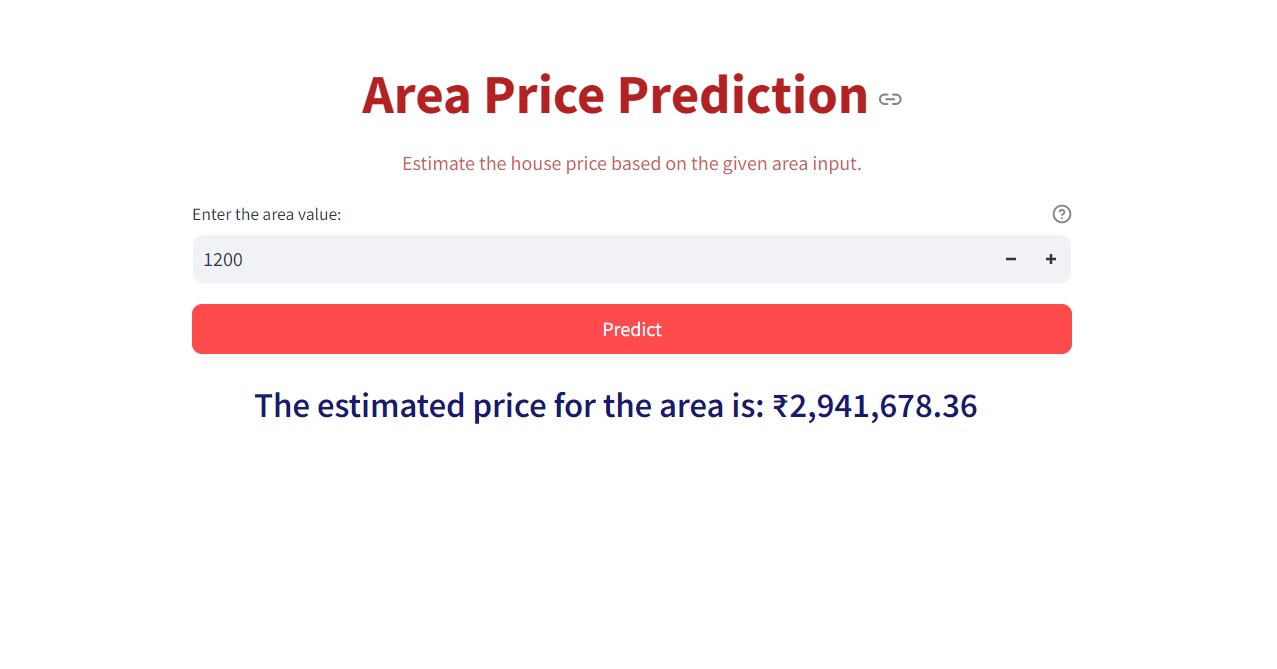 Area Price Prediction
Estimate the house price based on the given area input.
Enter the area value:
1200
Predict
The estimated price for the area is: ₹2,941,678.36